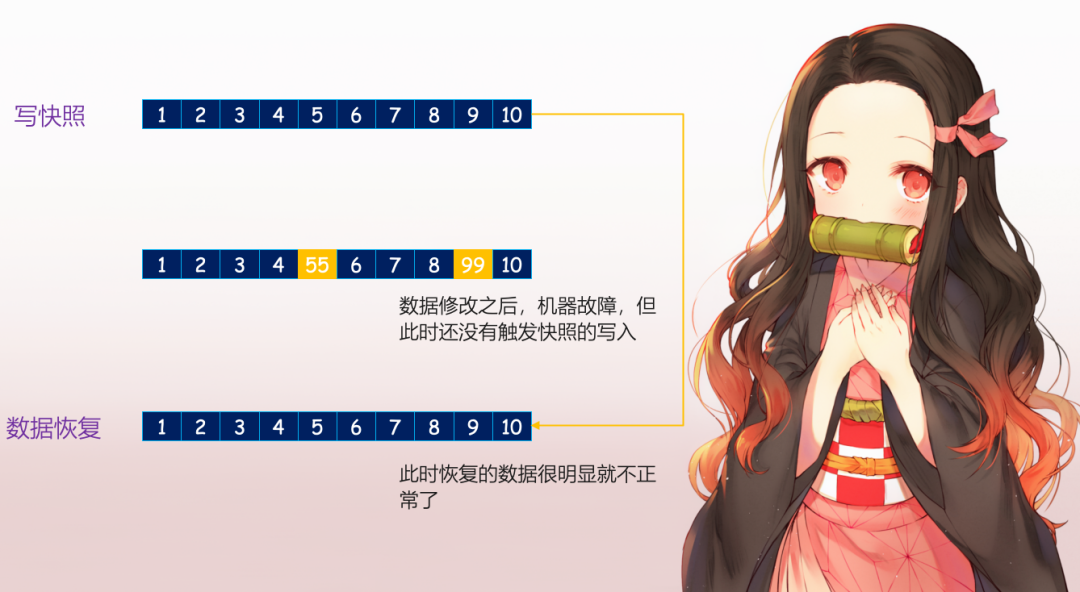 写快照
1 2 3 4 5 6 7 8 9 10
1 2 3 4 55 6 7 8 99 10
数据修改之后，机器故障，但
此时还没有触发快照的写入
数据恢复
1 2 3 4 5 6 7 8 9 10
此时恢复的数据很明显就不正
常了